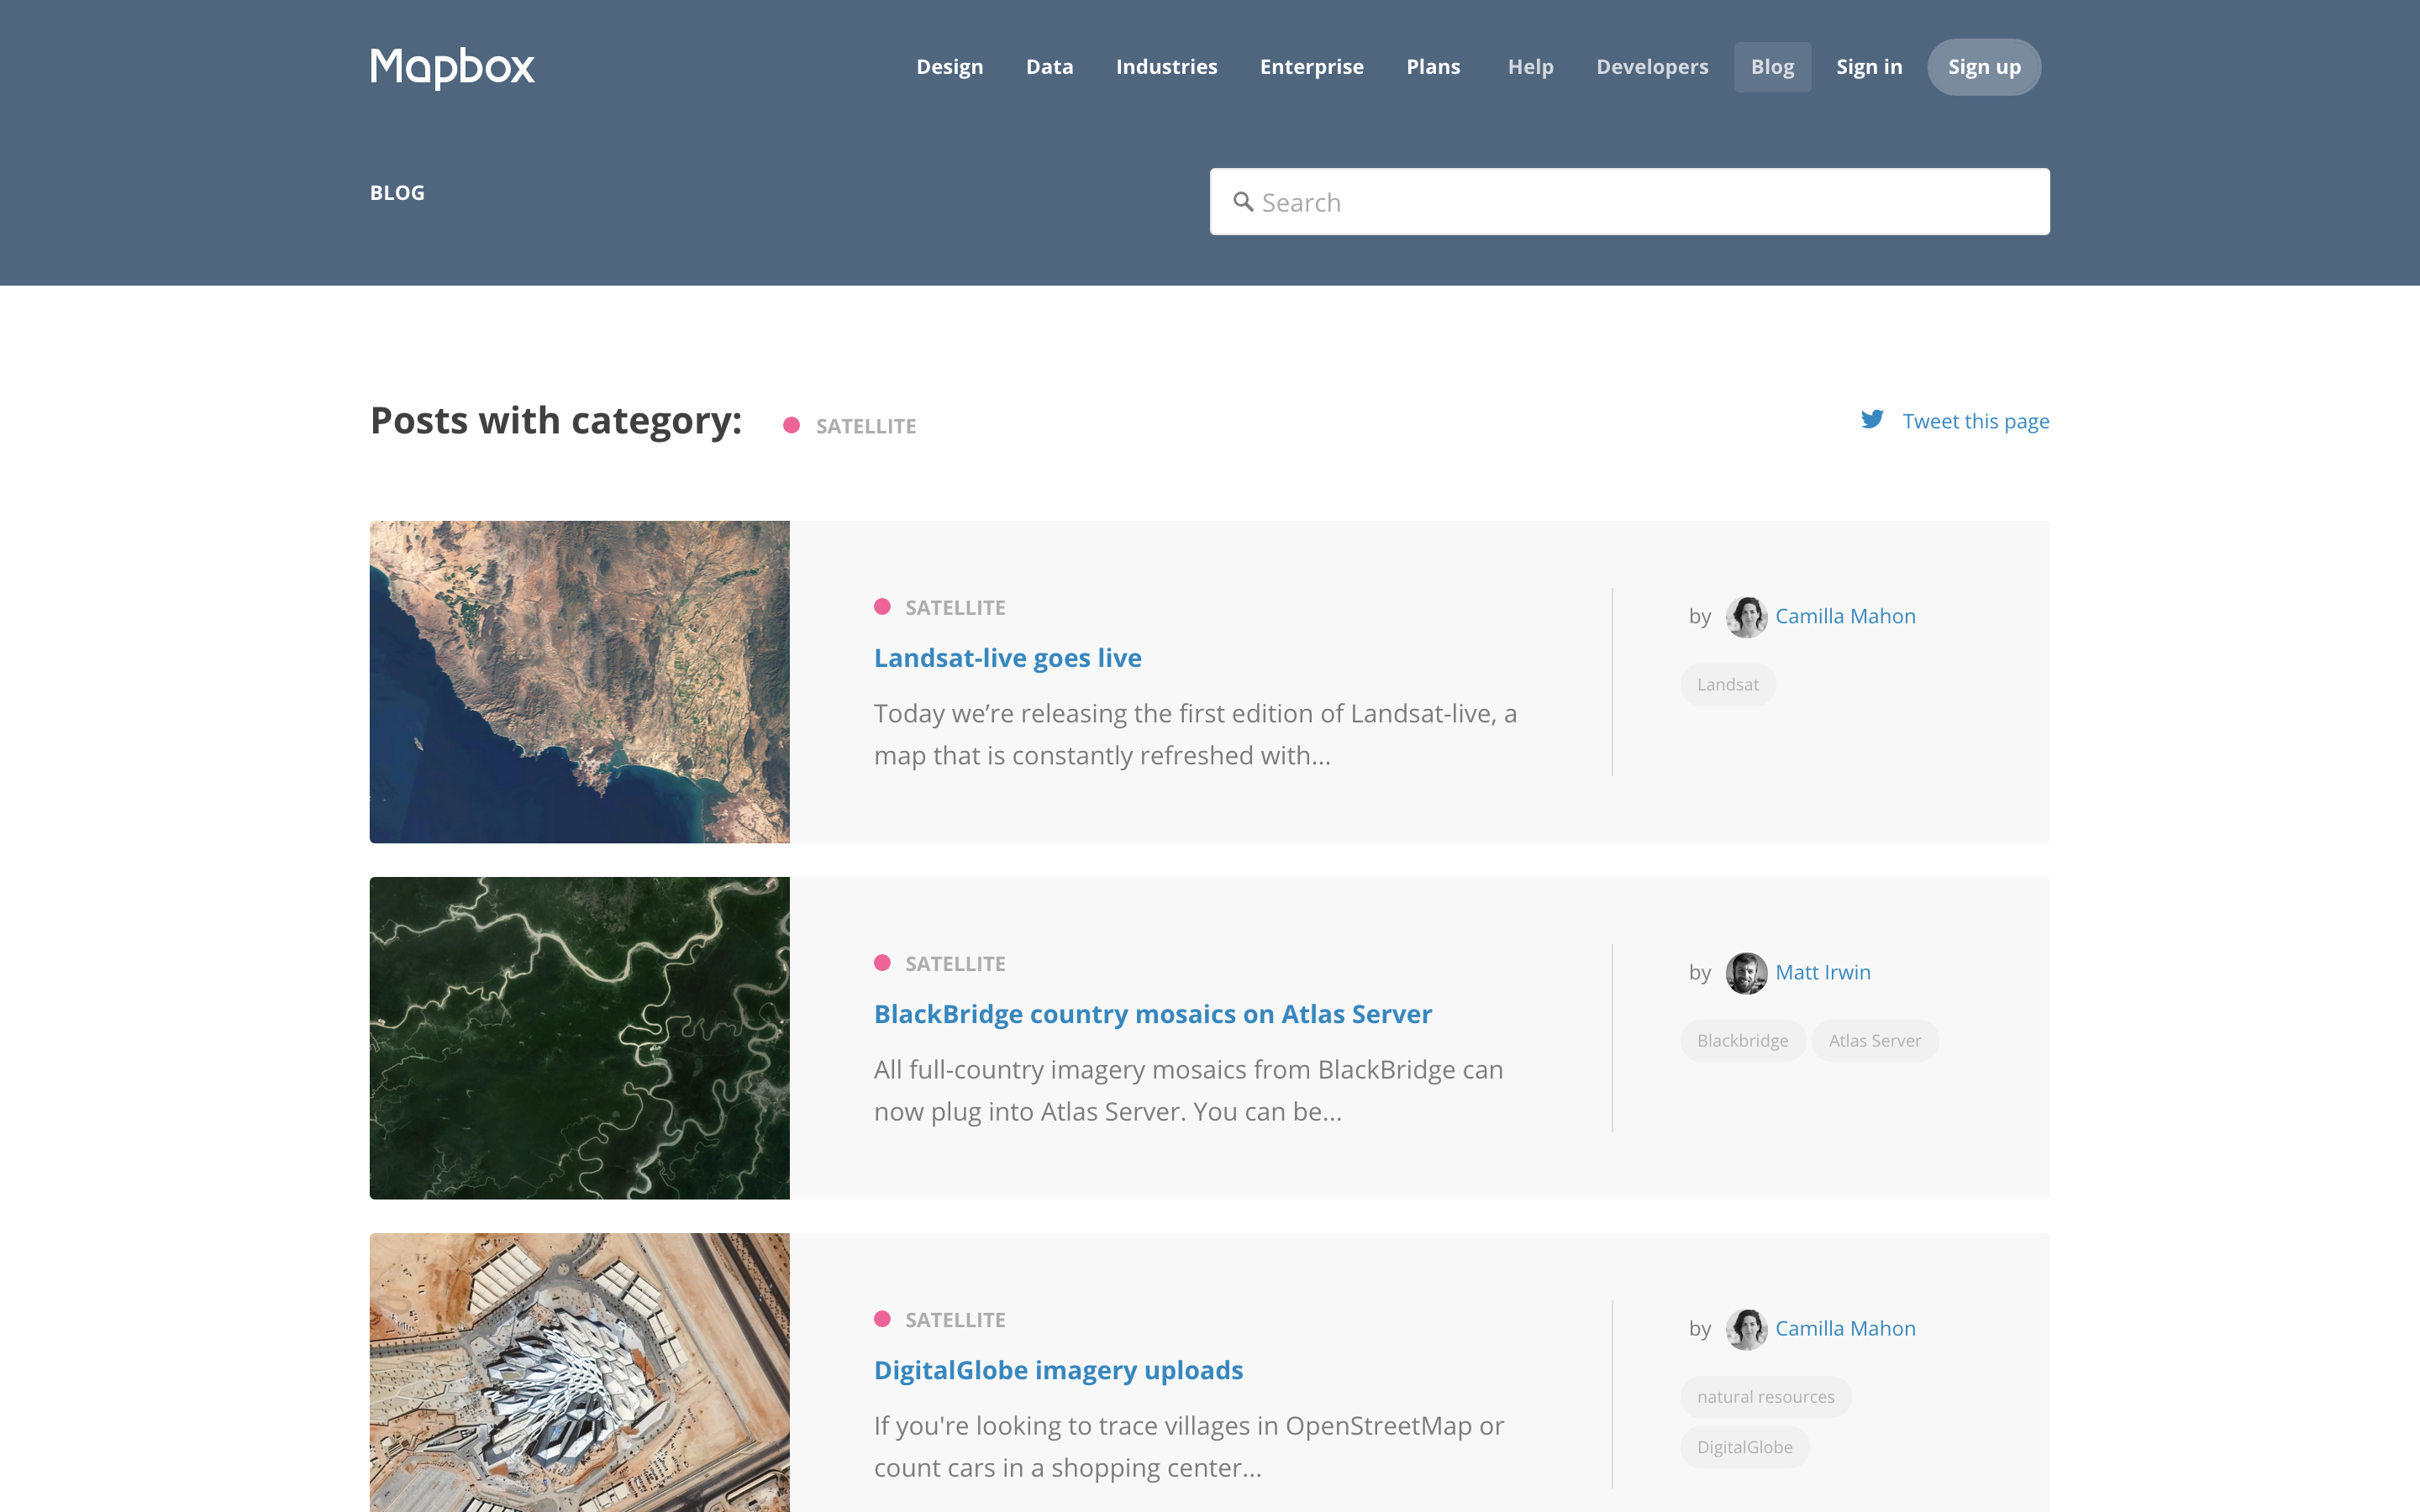 Mapbox
Design Data Industries Enterprise Plans Help Developers Blog Sign in Sign up
BLOG
Search
Posts with category: SATELLITE
Tweet this page
SATELLITE
Landsat-live goes live
Today we’re releasing the first edition of Landsat-live, a
map that is constantly refreshed with...
by Camilla Mahon
Landsat
SATELLITE
BlackBridge country mosaics on Atlas Server
All full-country imagery mosaics from BlackBridge can
now plug into Atlas Server. You can be...
by Matt Irwin
Blackbridge Atlas Server
SATELLITE
DigitalGlobe imagery uploads
If you're looking to trace villages in OpenStreetMap or
count cars in a shopping center...
by Camilla Mahon
natural resources
DigitalGlobe